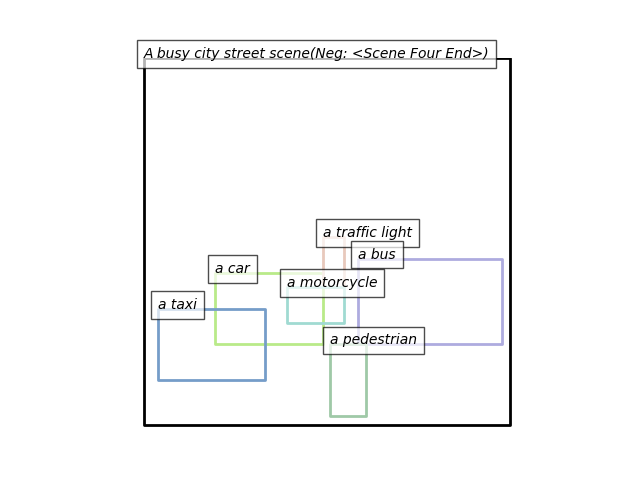 A busy city street scene(Neg: <Scene Four End>)
a traffic light
a bus
a car
a motorcycle
a taxi
a pedestrian